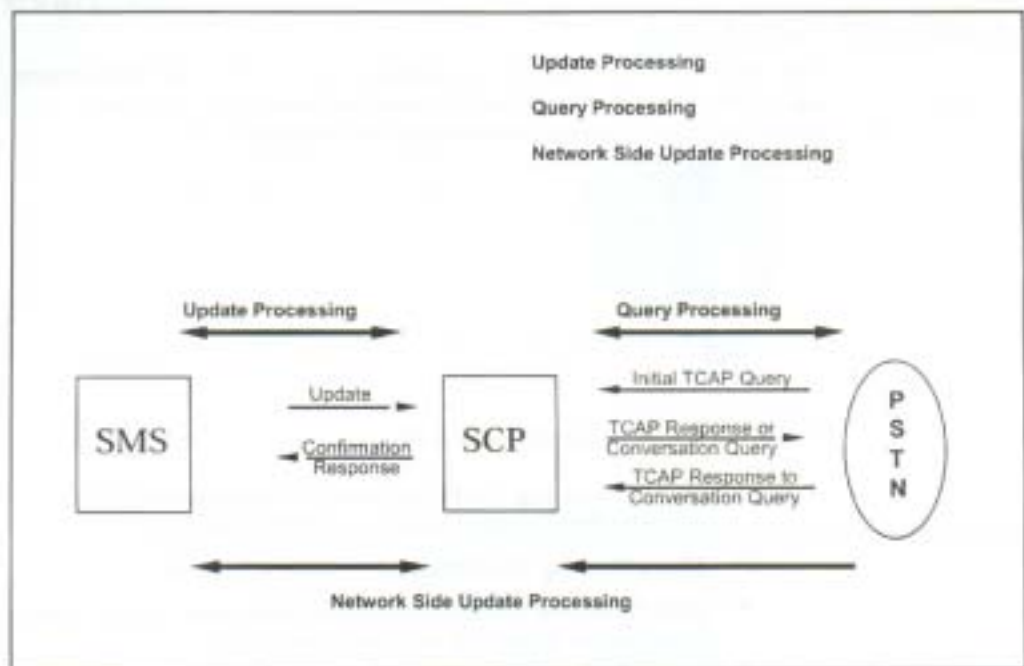 Update Processing
Query Processing
Network Side Update Processing
Update Processing
Query Processing
SMS
Update
Confirmation
Response
SCP
Initial TCAP Query
TCAP Response or
Conversation Query
TCAP Response to
Conversation Query
P
S
T
N
Network Side Update Processing